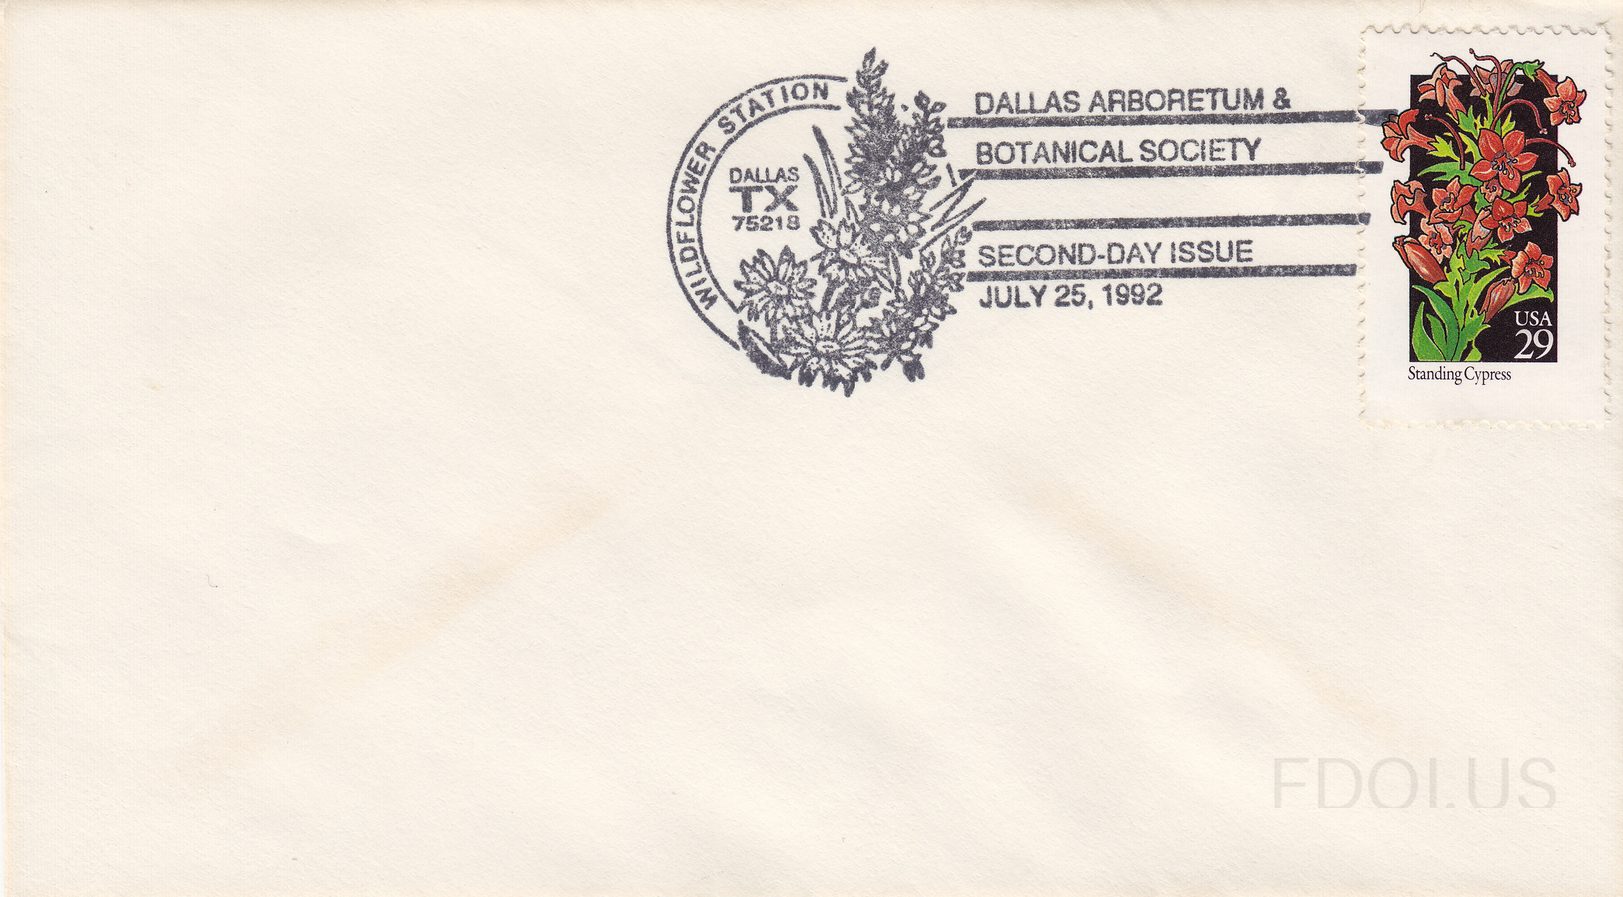 WILDFLOWER STATION
DALLAS
TX
75218
DALLAS ARBORETUM &
BOTANICAL SOCIETY
SECOND-DAY ISSUE
JULY 25, 1992
USA
29
Standing Cypress
FDOI.US